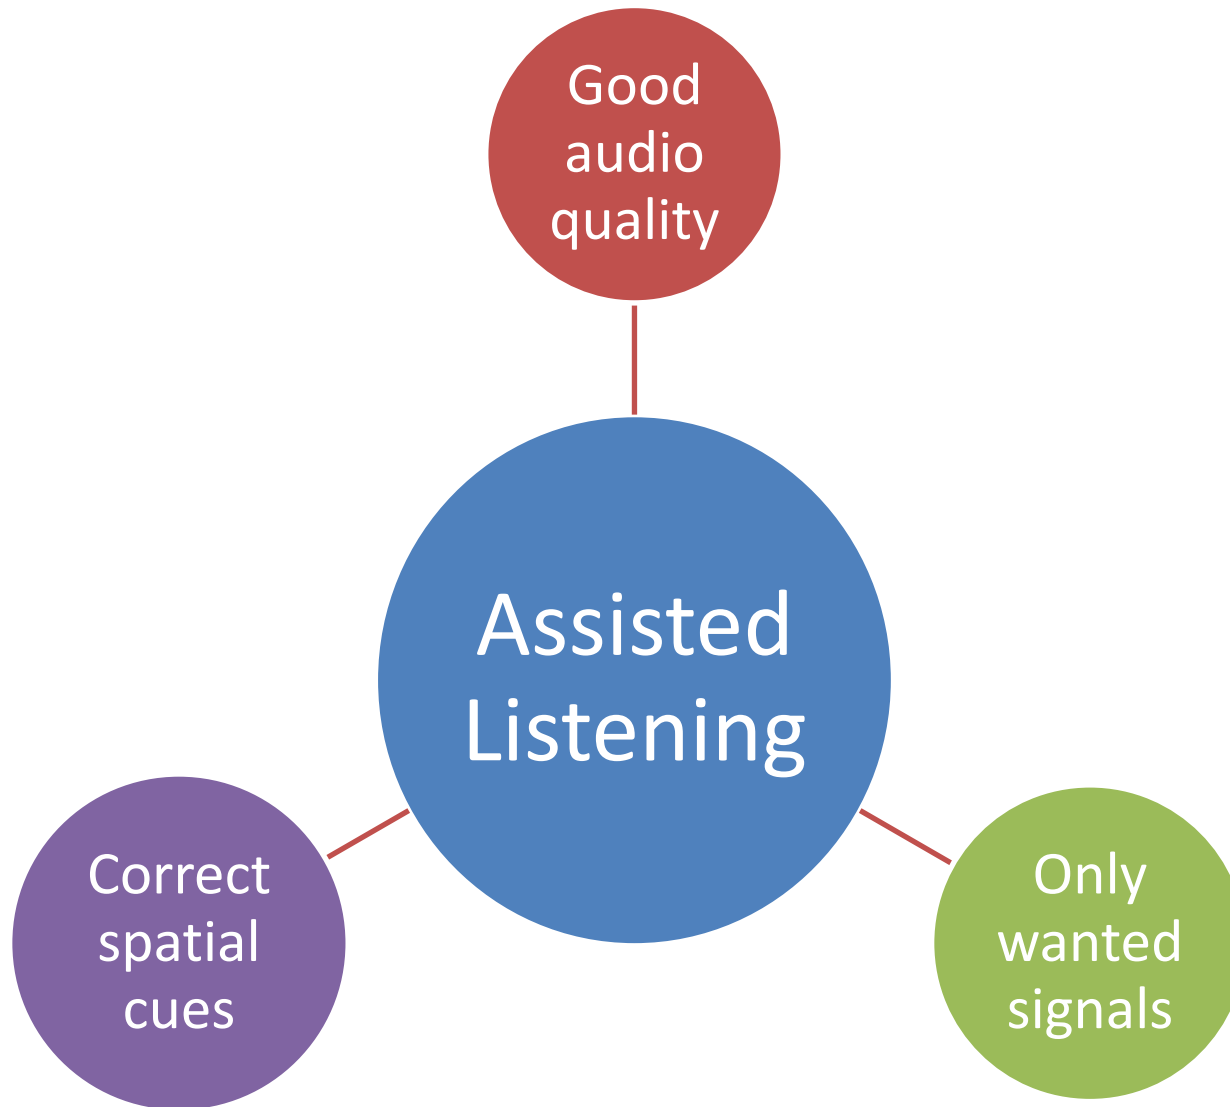 Good
audio
quality
Assisted
Listening
Correct
spatial
cues
Only
wanted
signals